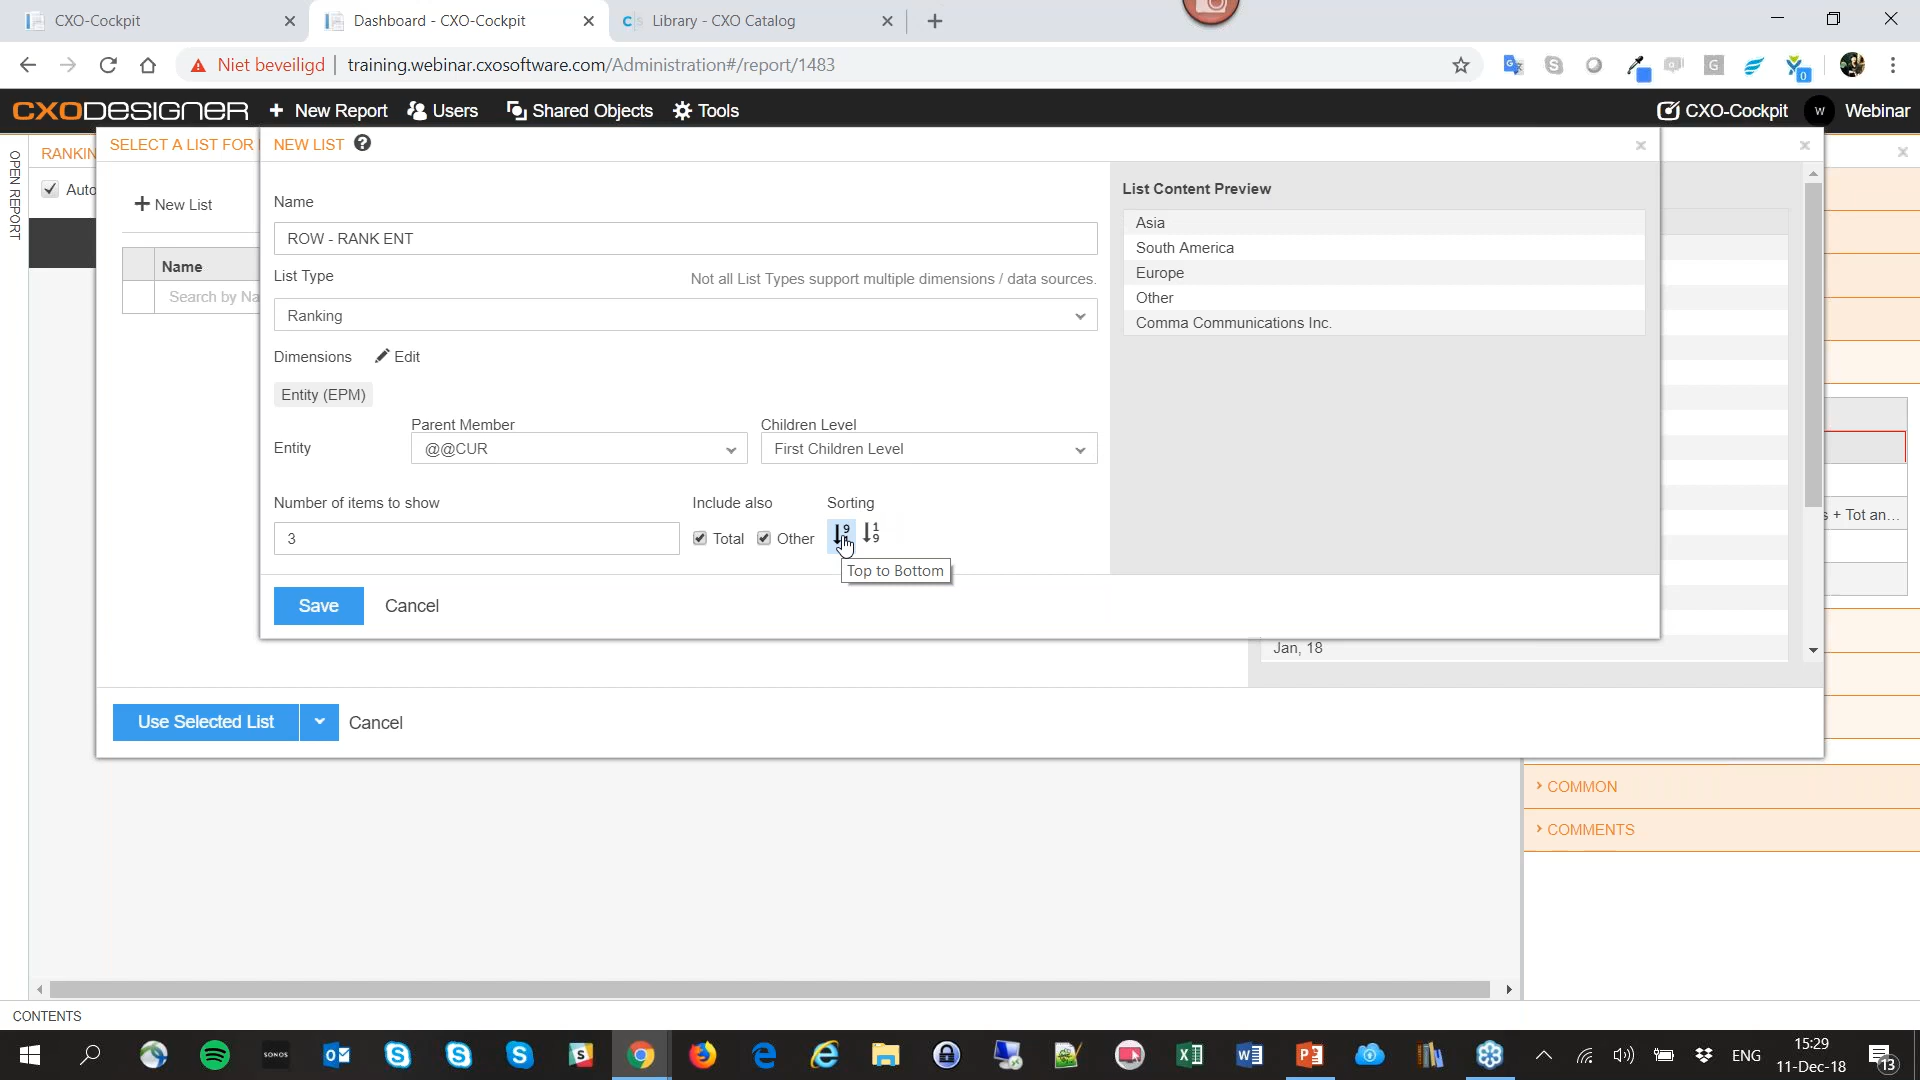 CXO-Cockpit
Dashboard - CXO-Cockpit
Library - CXO Catalog
Niet beveiligd
training.webinar.cxosoftware.com/Administration#/report/1483
CXODESIGNER
New Report
Users
Shared Objects
Tools
CXO-Cockpit
W
Webinar
OPEN REPORT
RANKIN
SELECT A LIST FOR
NEW LIST
Auto
New List
Name
Search by Na
Name
ROW - RANK ENT
List Type
Not all List Types support multiple dimensions / data sources.
Ranking
Dimensions
Edit
Entity (EPM)
Parent Member
Children Level
Entity
@@CUR
First Children Level
Number of items to show
Include also
Sorting
3
Total
Other
Top to Bottom
Save
Cancel
List Content Preview
Asia
South America
Europe
Other
Comma Communications Inc.
s + Tot an...
Jan, 18
Use Selected List
Cancel
COMMON
COMMENTS
CONTENTS
SONOS
ENG
15:29
11-Dec-18
13